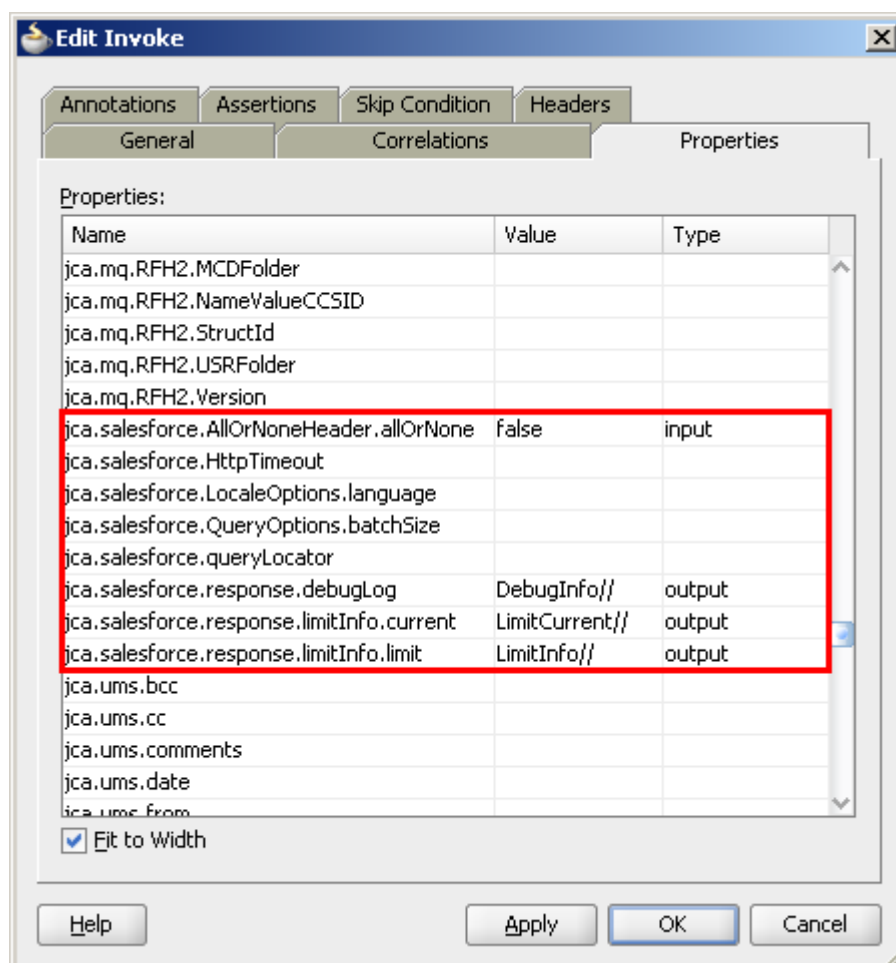 Edit Invoke
Annotations Assertions Skip Condition Headers
General Correlations Properties
Properties:
Name Value Type
jca.mq.RFH2.MCDFolder
jca.mq.RFH2.NameValueCCSID
jca.mq.RFH2.StructId
jca.mq.RFH2.USRFolder
jca.mq.RFH2.Version
jca.salesforce.AllOrNoneHeader.allOrNone false input
jca.salesforce.HttpTimeout
jca.salesforce.LocaleOptions.language
jca.salesforce.QueryOptions.batchSize
jca.salesforce.queryLocator
jca.salesforce.response.debugLog DebugInfo// output
jca.salesforce.response.limitInfo.current LimitCurrent// output
jca.salesforce.response.limitInfo.limit LimitInfo// output
jca.ums.bcc
jca.ums.cc
jca.ums.comments
jca.ums.date
jca.ums.from
Fit to Width
Help Apply OK Cancel